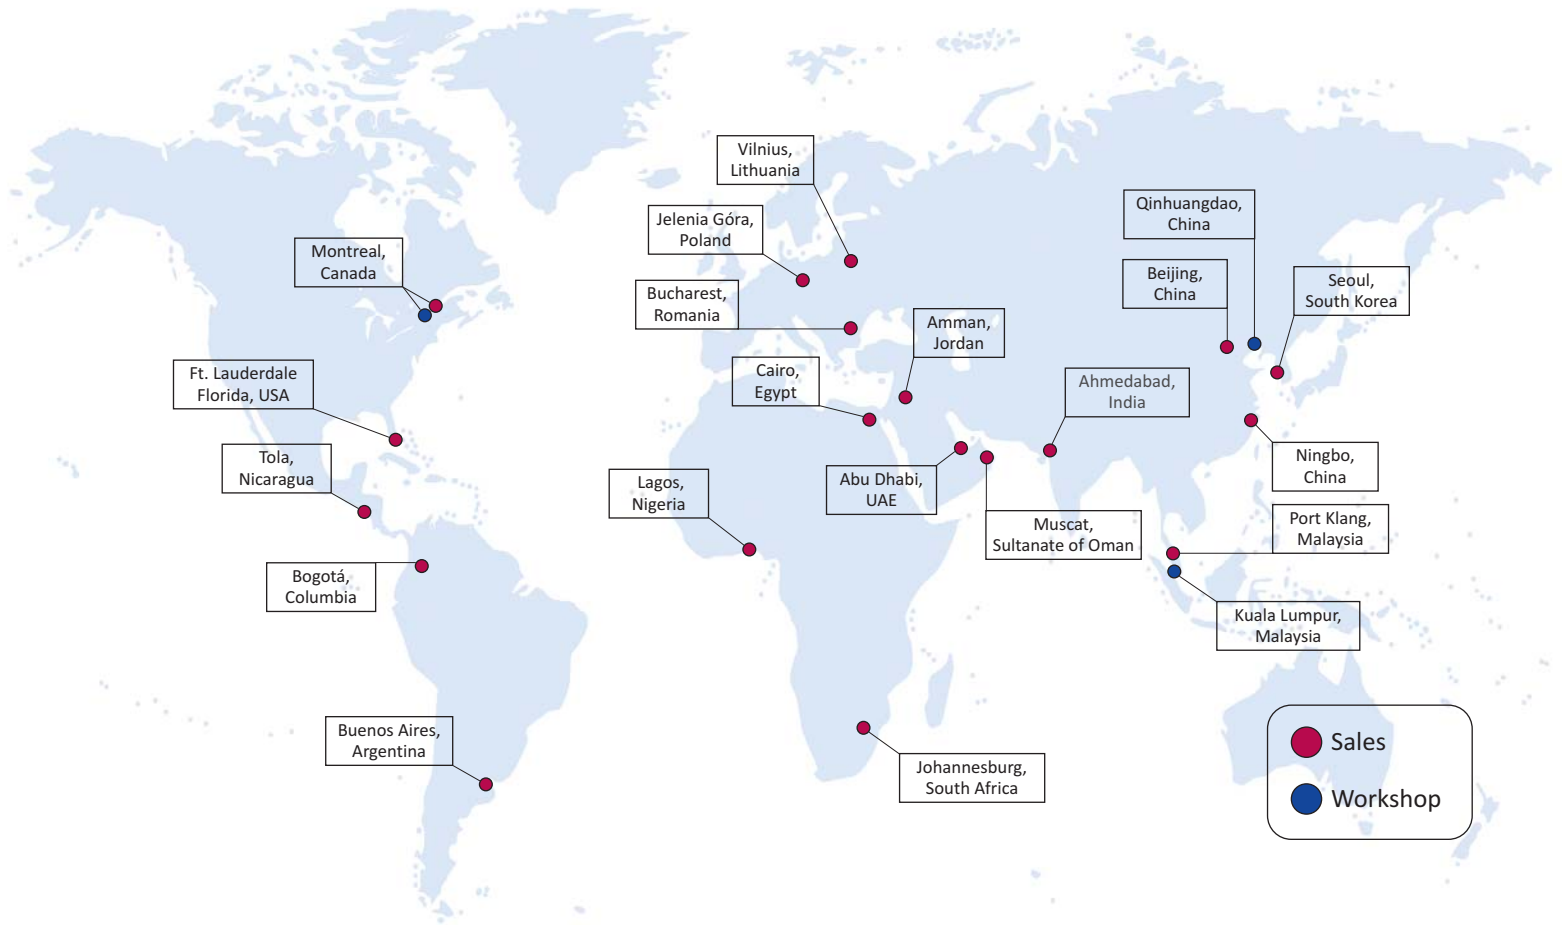 Vilnius,
Lithuania
Jelenia Góra,
Poland
Bucharest,
Romania
Montreal,
Canada
Ft. Lauderdale
Florida, USA
Tola,
Nicaragua
Bogotá,
Columbia
Buenos Aires,
Argentina
Cairo,
Egypt
Amman,
Jordan
Lagos,
Nigeria
Abu Dhabi,
UAE
Muscat,
Sultanate of Oman
Johannesburg,
South Africa
Ahmedabad,
India
Qinhuangdao,
China
Beijing,
China
Seoul,
South Korea
Ningbo,
China
Port Klang,
Malaysia
Kuala Lumpur,
Malaysia
Sales
Workshop